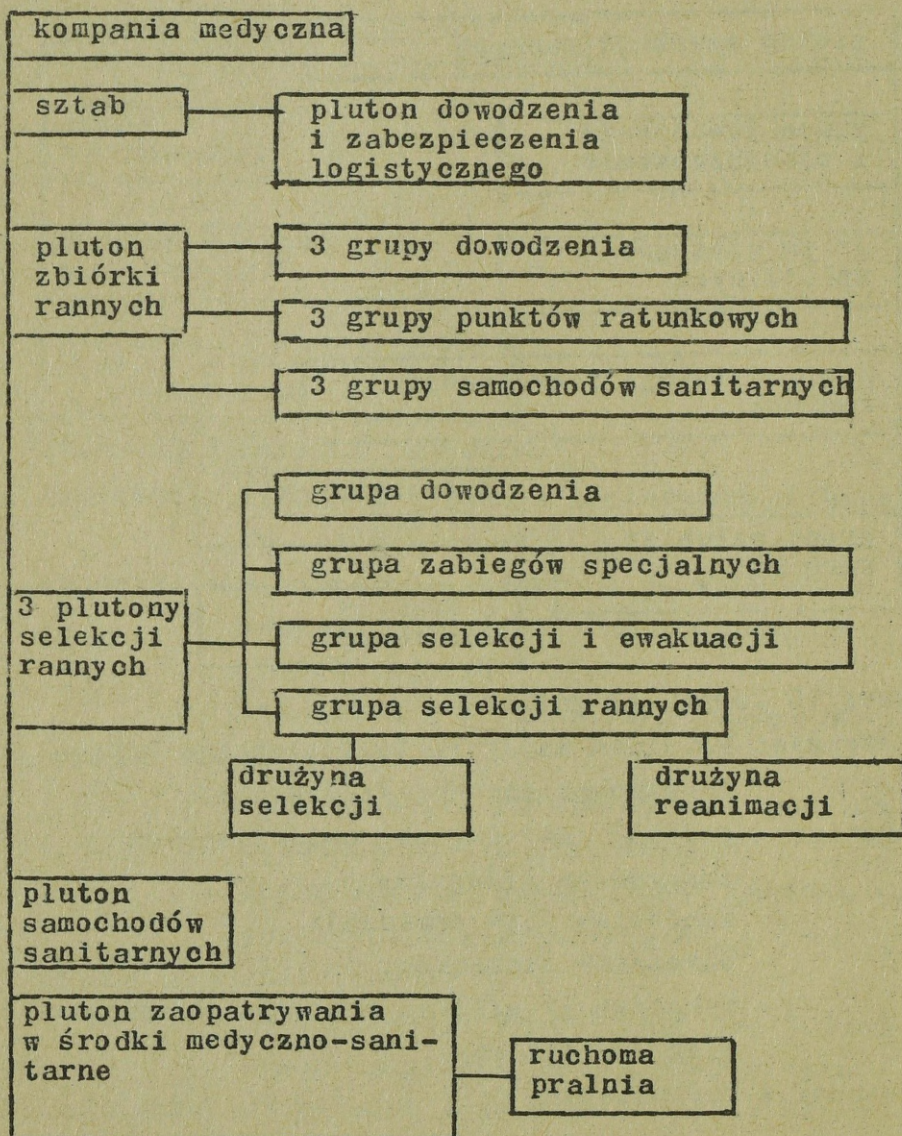 kompania medyczna
sztab
pluton dowodzenia
i zabezpieczenia
logistycznego
pluton
zbiórki
rannych
3 grupy dowodzenia
3 grupy punktów ratunkowych
3 grupy samochodów sanitarnych
3 plutony
selekcji
rannych
grupa dowodzenia
grupa zabiegów specjalnych
grupa selekcji i ewakuacji
grupa selekcji rannych
drużyna
selekcji
drużyna
reanimacji
pluton
samochodów
sanitarnych
pluton zaopatrywania
w środki medyczno-sani-
tarne
ruchoma
pralnia